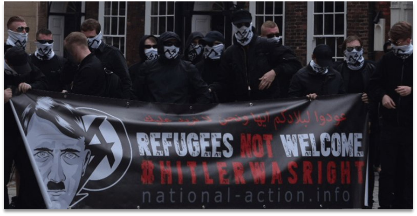 REFUGEES NOT WELCOME
#HITLERWASRIGHT
national-action.info